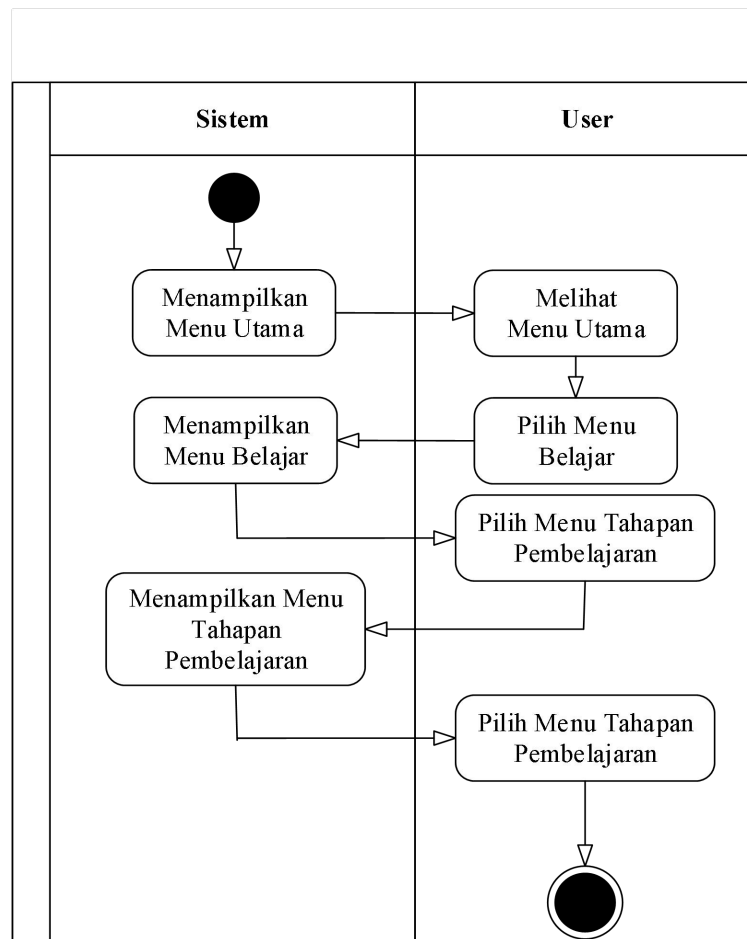 Sistem
User
Menampilkan
Menu Utama
Melihat
Menu Utama
Menampilkan
Menu Belajar
Pilih Menu
Belajar
Pilih Menu Tahapan
Pembelajaran
Menampilkan Menu
Tahapan
Pembelajaran
Pilih Menu Tahapan
Pembelajaran